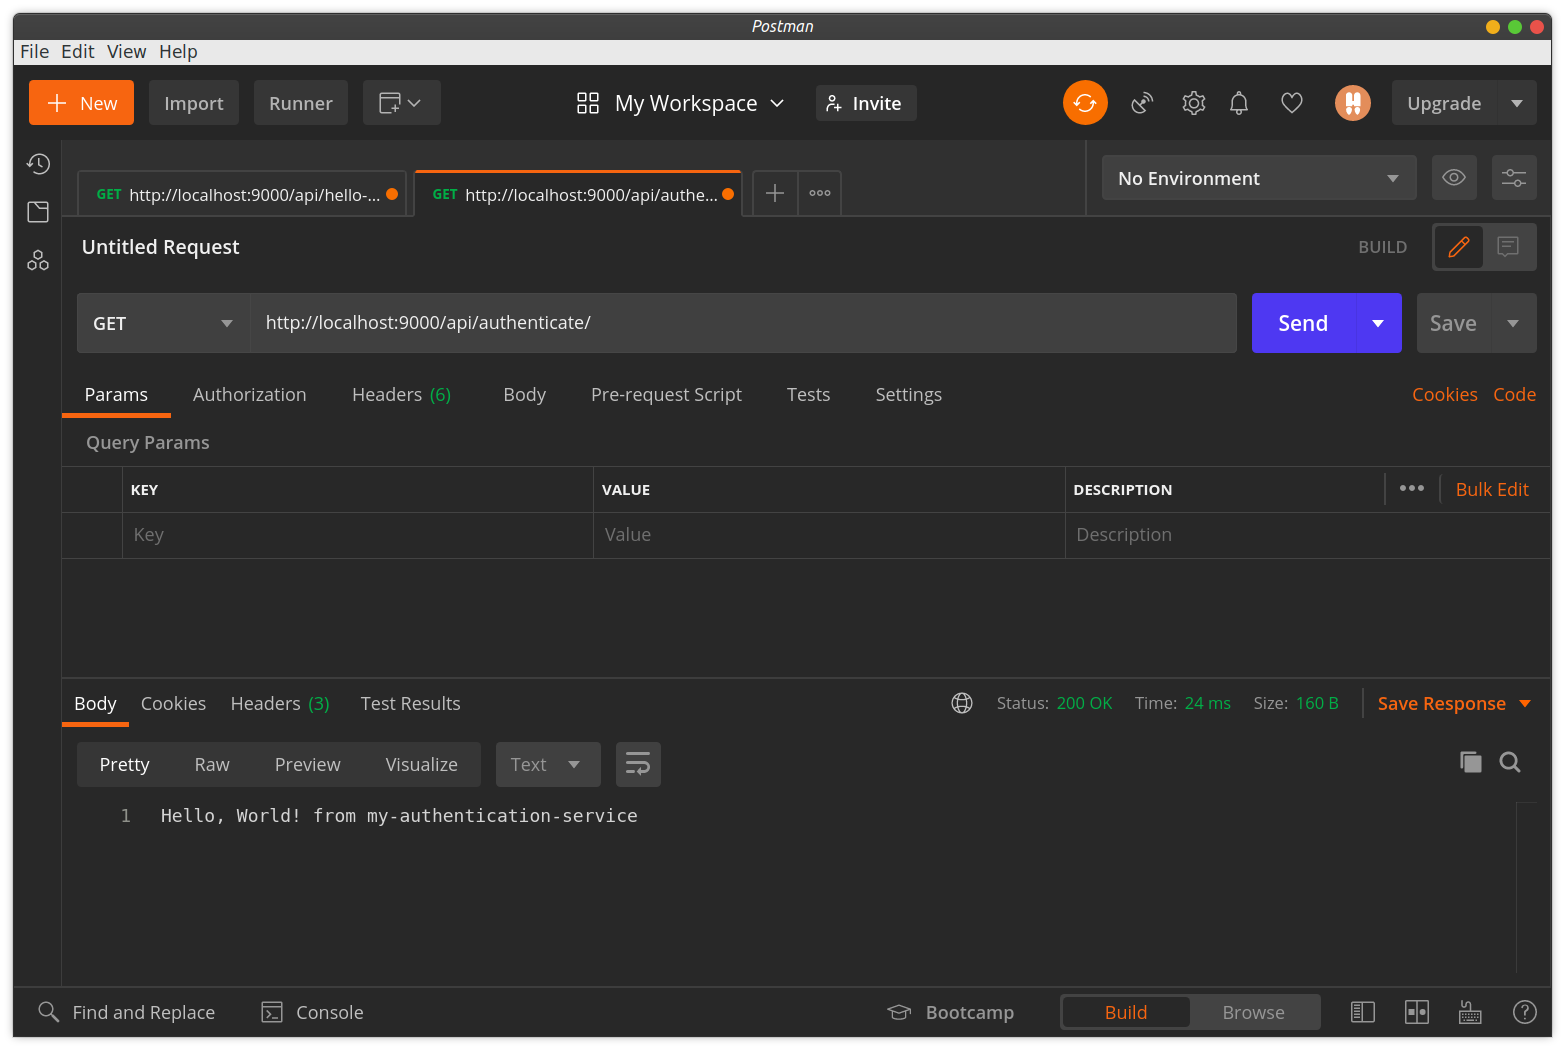 Postman
File Edit View Help
New Import Runner My Workspace Invite Upgrade
GET http://localhost:9000/api/hello-... GET http://localhost:9000/api/authe... No Environment
Untitled Request BUILD
GET http://localhost:9000/api/authenticate/ Send Save
Params Authorization Headers (6) Body Pre-request Script Tests Settings Cookies Code
Query Params
KEY VALUE DESCRIPTION Bulk Edit
Key Value Description
Body Cookies Headers (3) Test Results Status: 200 OK Time: 24 ms Size: 160 B Save Response
Pretty Raw Preview Visualize Text
1 Hello, World! from my-authentication-service
Find and Replace Console Bootcamp Build Browse